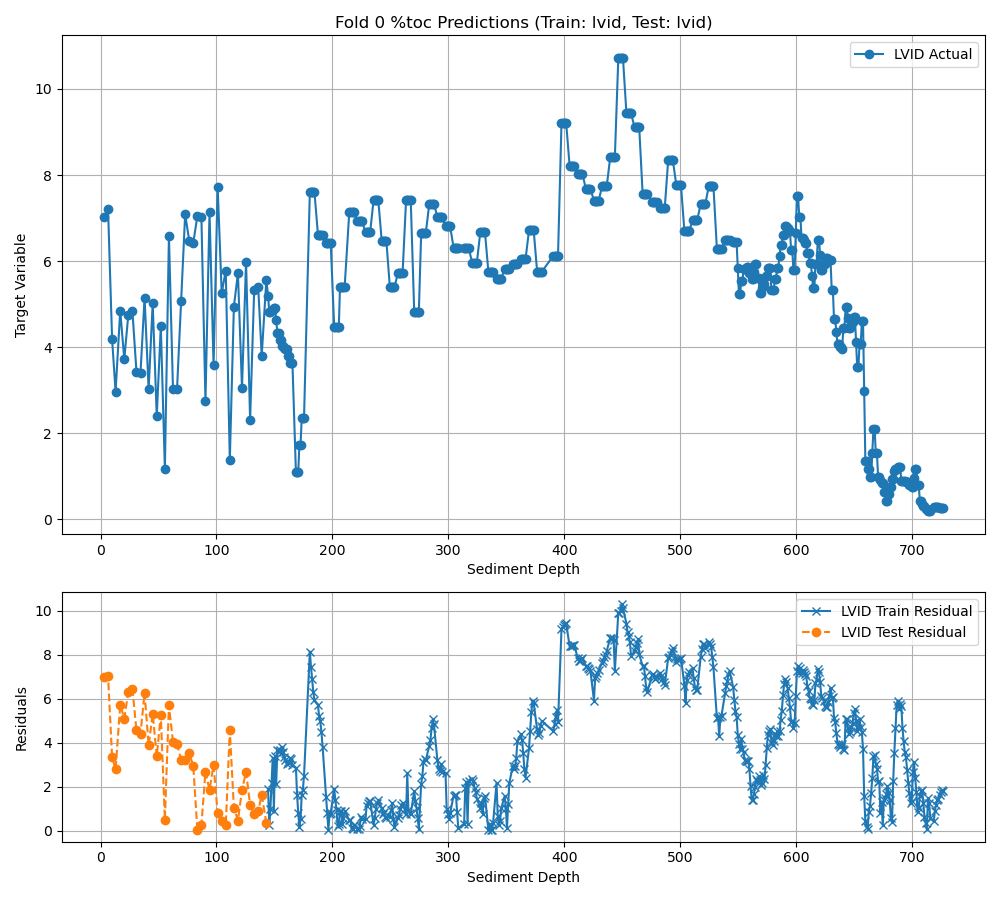 Fold 0 %toc Predictions (Train: lvid, Test: lvid)
LVID Actual
Target Variable
10
8
6
4
2
0
0 100 200 300 400 500 600 700
Sediment Depth
LVID Train Residual
LVID Test Residual
Residuals
10
8
6
4
2
0
0 100 200 300 400 500 600 700
Sediment Depth